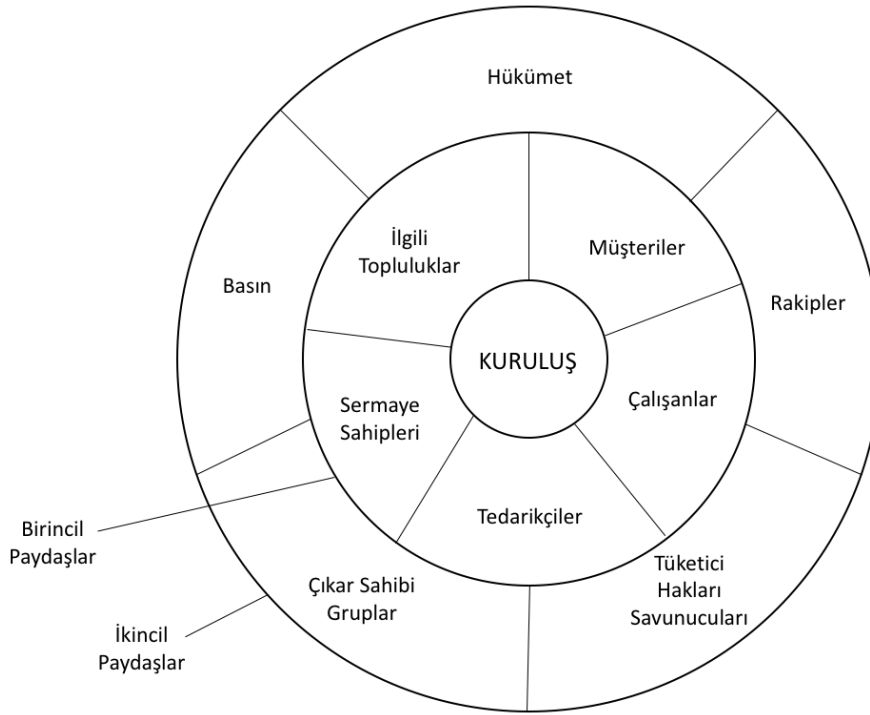 Hükümet
İlgili
Topluluklar
Müşteriler
Basın
Rakipler
KURULUŞ
Sermaye
Sahipleri
Çalışanlar
Tedarikçiler
Birincil
Paydaşlar
Çıkar Sahibi
Gruplar
Tüketici
Hakları
Savunucuları
İkincil
Paydaşlar